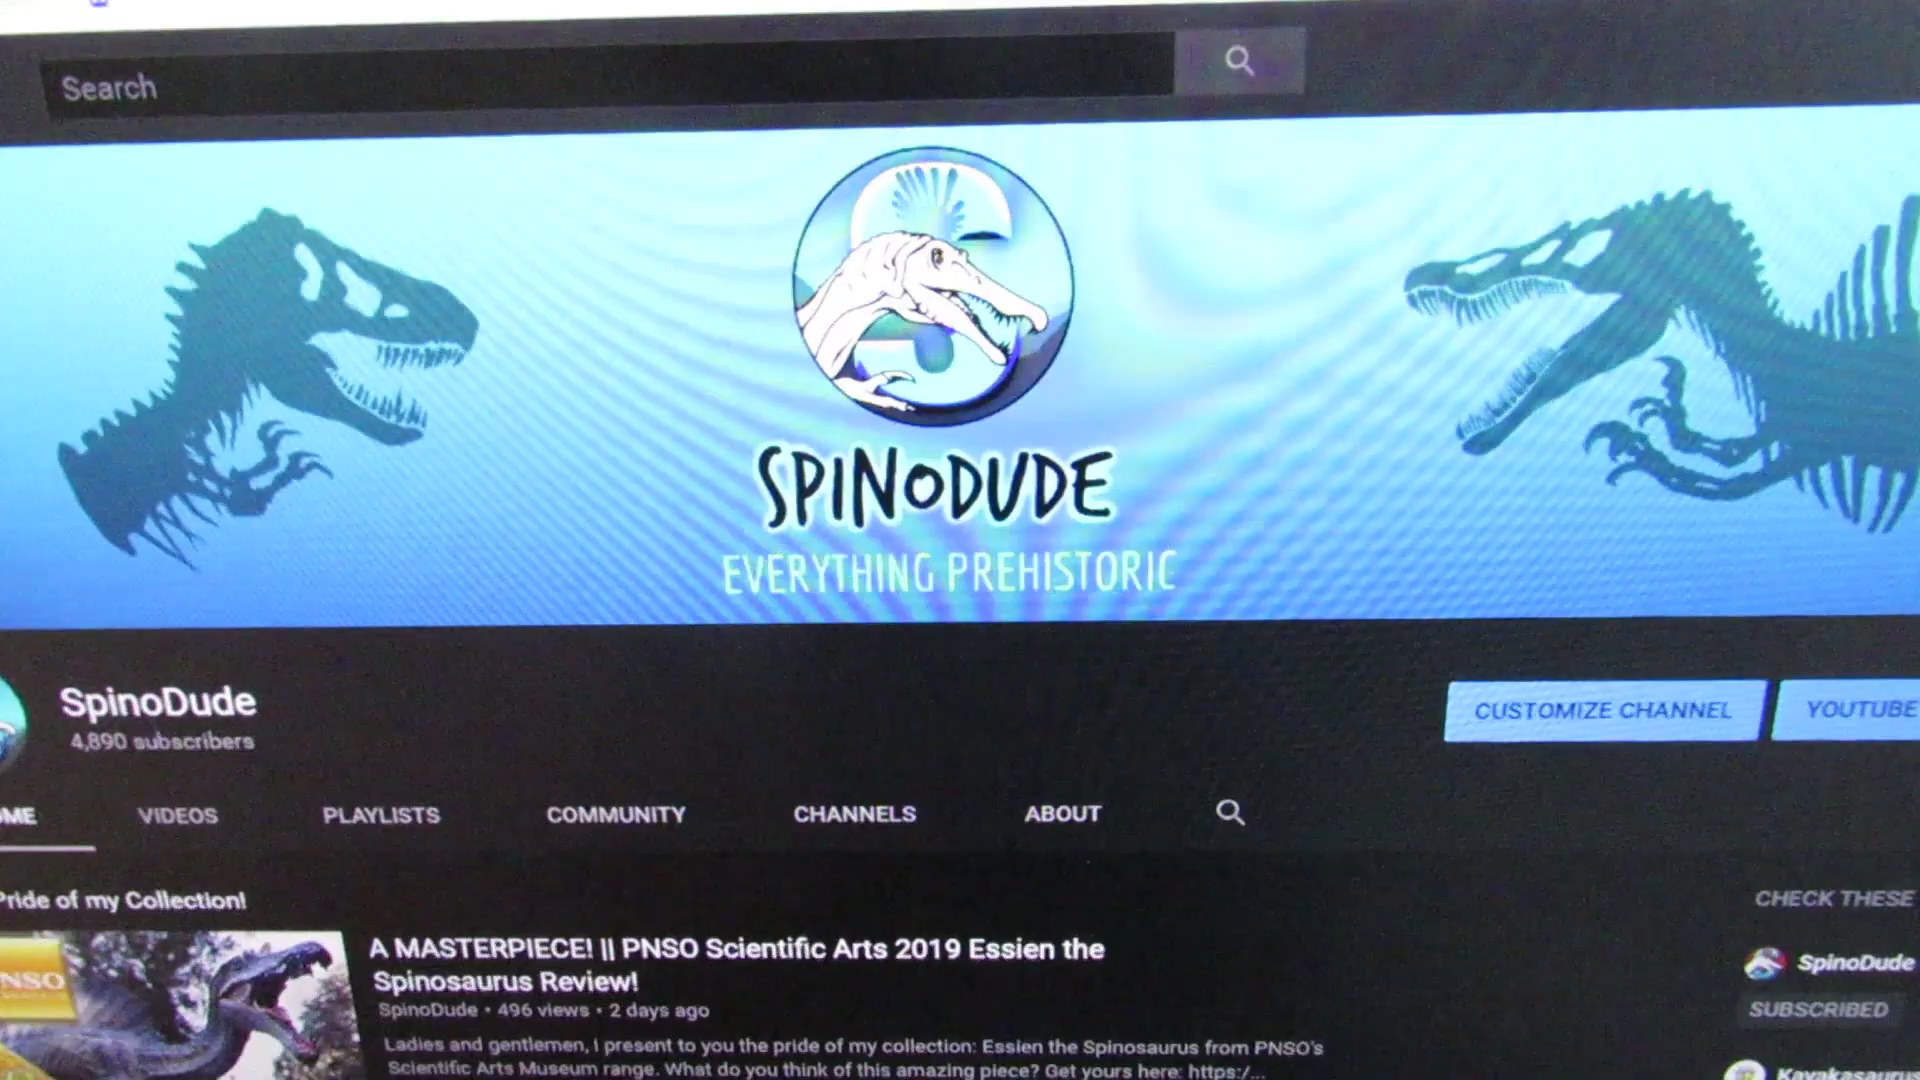 Search
SPINODUDE
EVERYTHING PREHISTORIC
SpinoDude
4,890 subscribers
CUSTOMIZE CHANNEL
YOUTUBE
VIDEOS
PLAYLISTS
COMMUNITY
CHANNELS
ABOUT
Pride of my Collection!
CHECK THESE
A MASTERPIECE! || PNSO Scientific Arts 2019 Essien the
Spinosaurus Review!
SpinoDude • 496 views • 2 days ago
Ladies and gentlemen, I present to you the pride of my collection: Essien the Spinosaurus from PNSO's
Scientific Arts Museum range. What do you think of this amazing piece? Get yours here: https:/...
SpinoDude
SUBSCRIBED